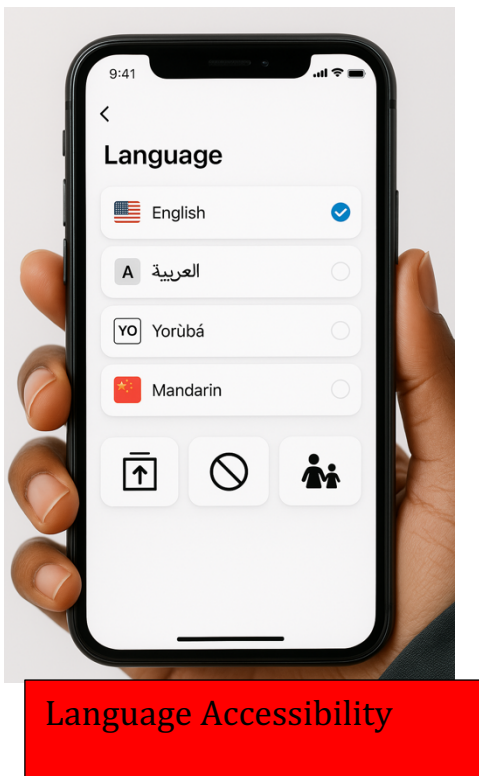 9:41
Language
English
A العربية
YO Yorùbá
Mandarin
Language Accessibility